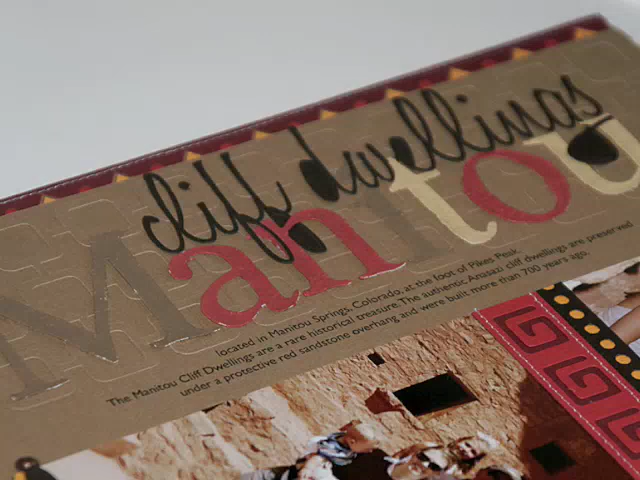 cliff dwellings
Manitou
located in Manitou Springs, Colorado, at the foot of Pikes Peak.
The Manitou Cliff Dwellings are a rare historical treasure. The authentic Anasazi cliff dwellings are preserved
under a protective red sandstone overhang and were built more than 700 years ago.